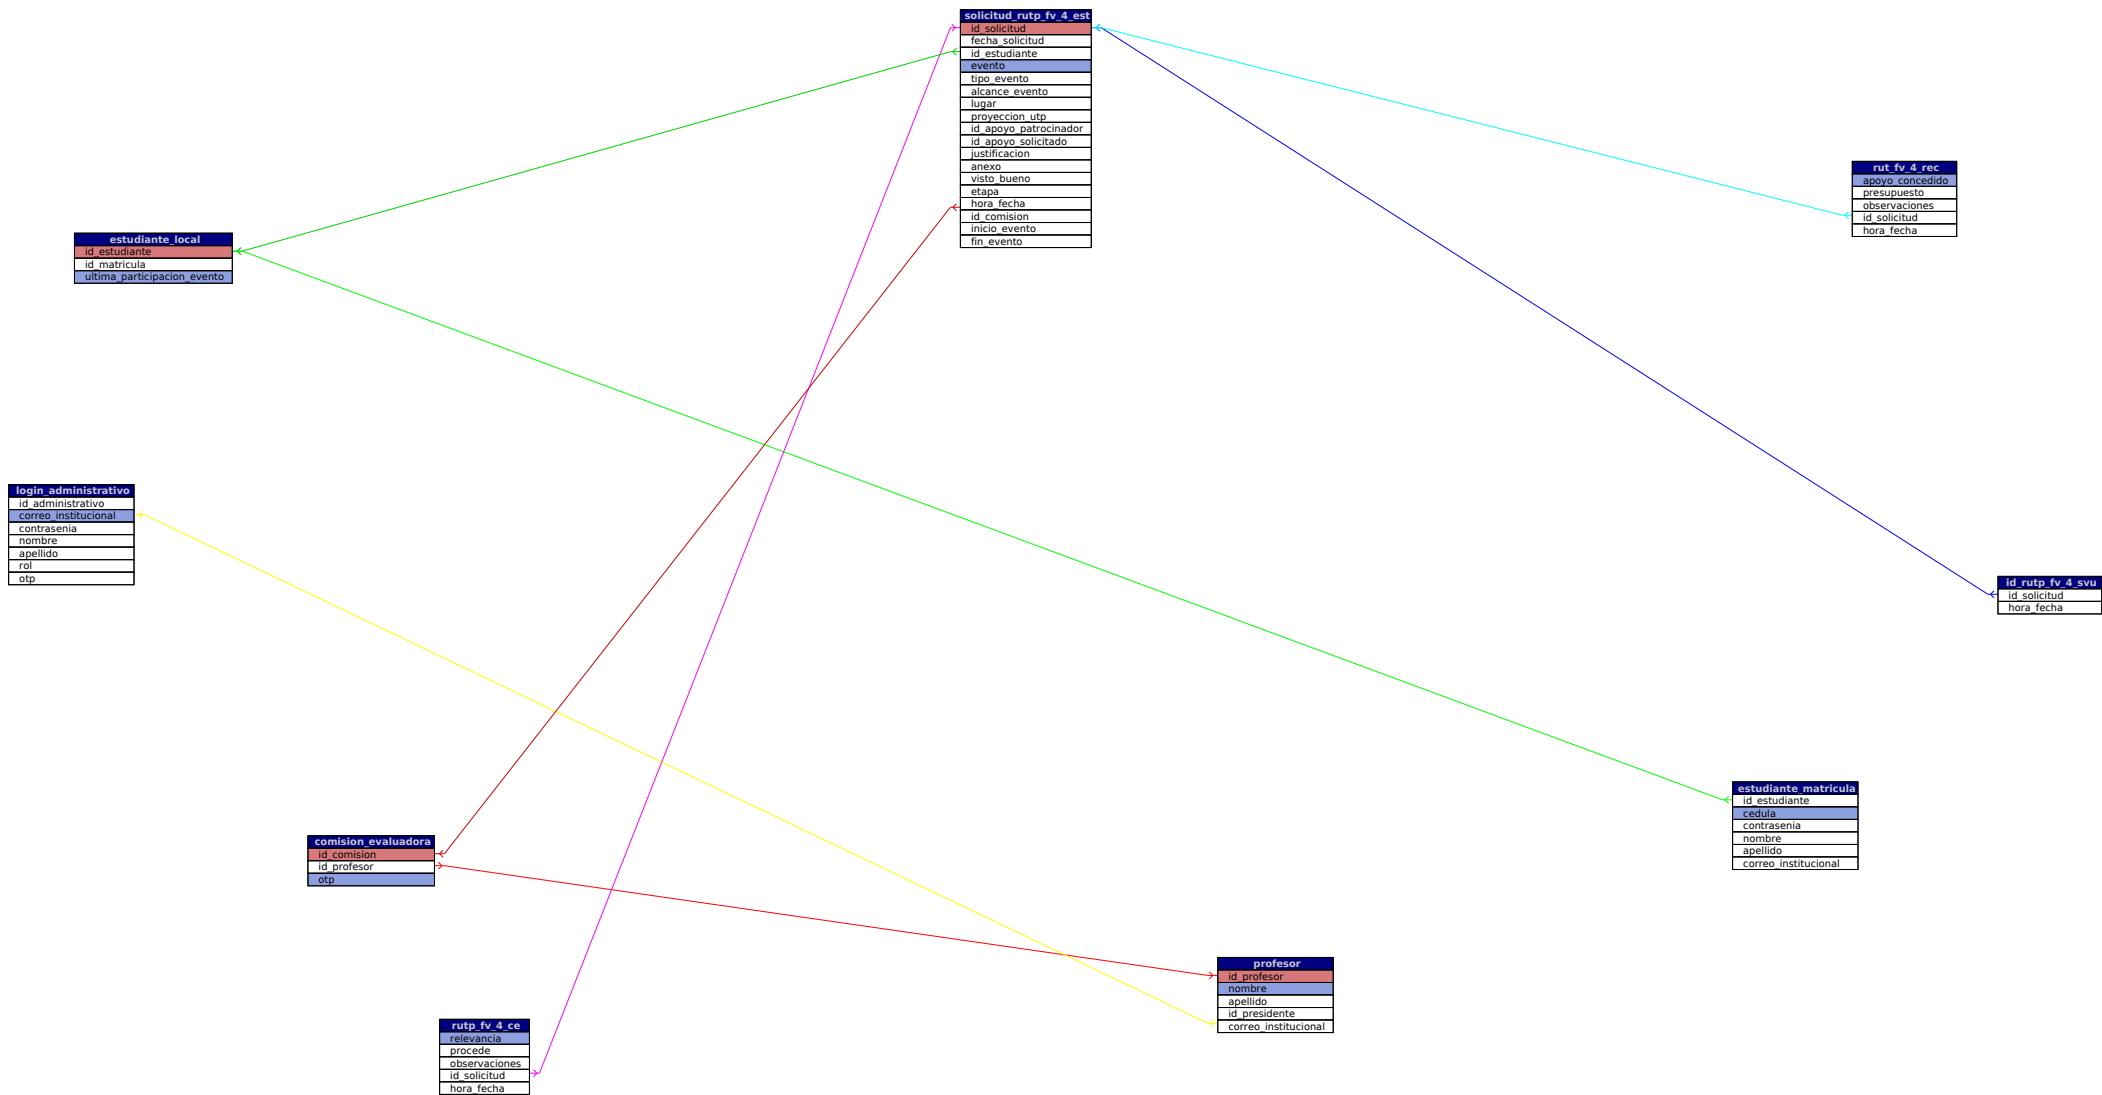 solicitud_rutp_fv_4_est
id_solicitud
fecha_solicitud
id_estudiante
evento
tipo_evento
alcance_evento
lugar
proyeccion_utp
id_apoyo_patrocinador
id_apoyo_solicitado
justificacion
anexo
visto_bueno
etapa
hora_fecha
id_comision
inicio_evento
fin_evento
rut_fv_4_rec
apoyo_concedido
presupuesto
observaciones
id_solicitud
hora_fecha
estudiante_local
id_estudiante
id_matricula
ultima_participacion_evento
login_administrativo
id_administrativo
correo_institucional
contrasenia
nombre
apellido
rol
otp
id_rutp_fv_4_svu
id_solicitud
hora_fecha
estudiante_matricula
id_estudiante
cedula
contrasenia
nombre
apellido
correo_institucional
comision_evaluadora
id_comision
id_profesor
otp
profesor
id_profesor
nombre
apellido
id_presidente
correo_institucional
rutp_fv_4_ce
relevancia
procede
observaciones
id_solicitud
hora_fecha